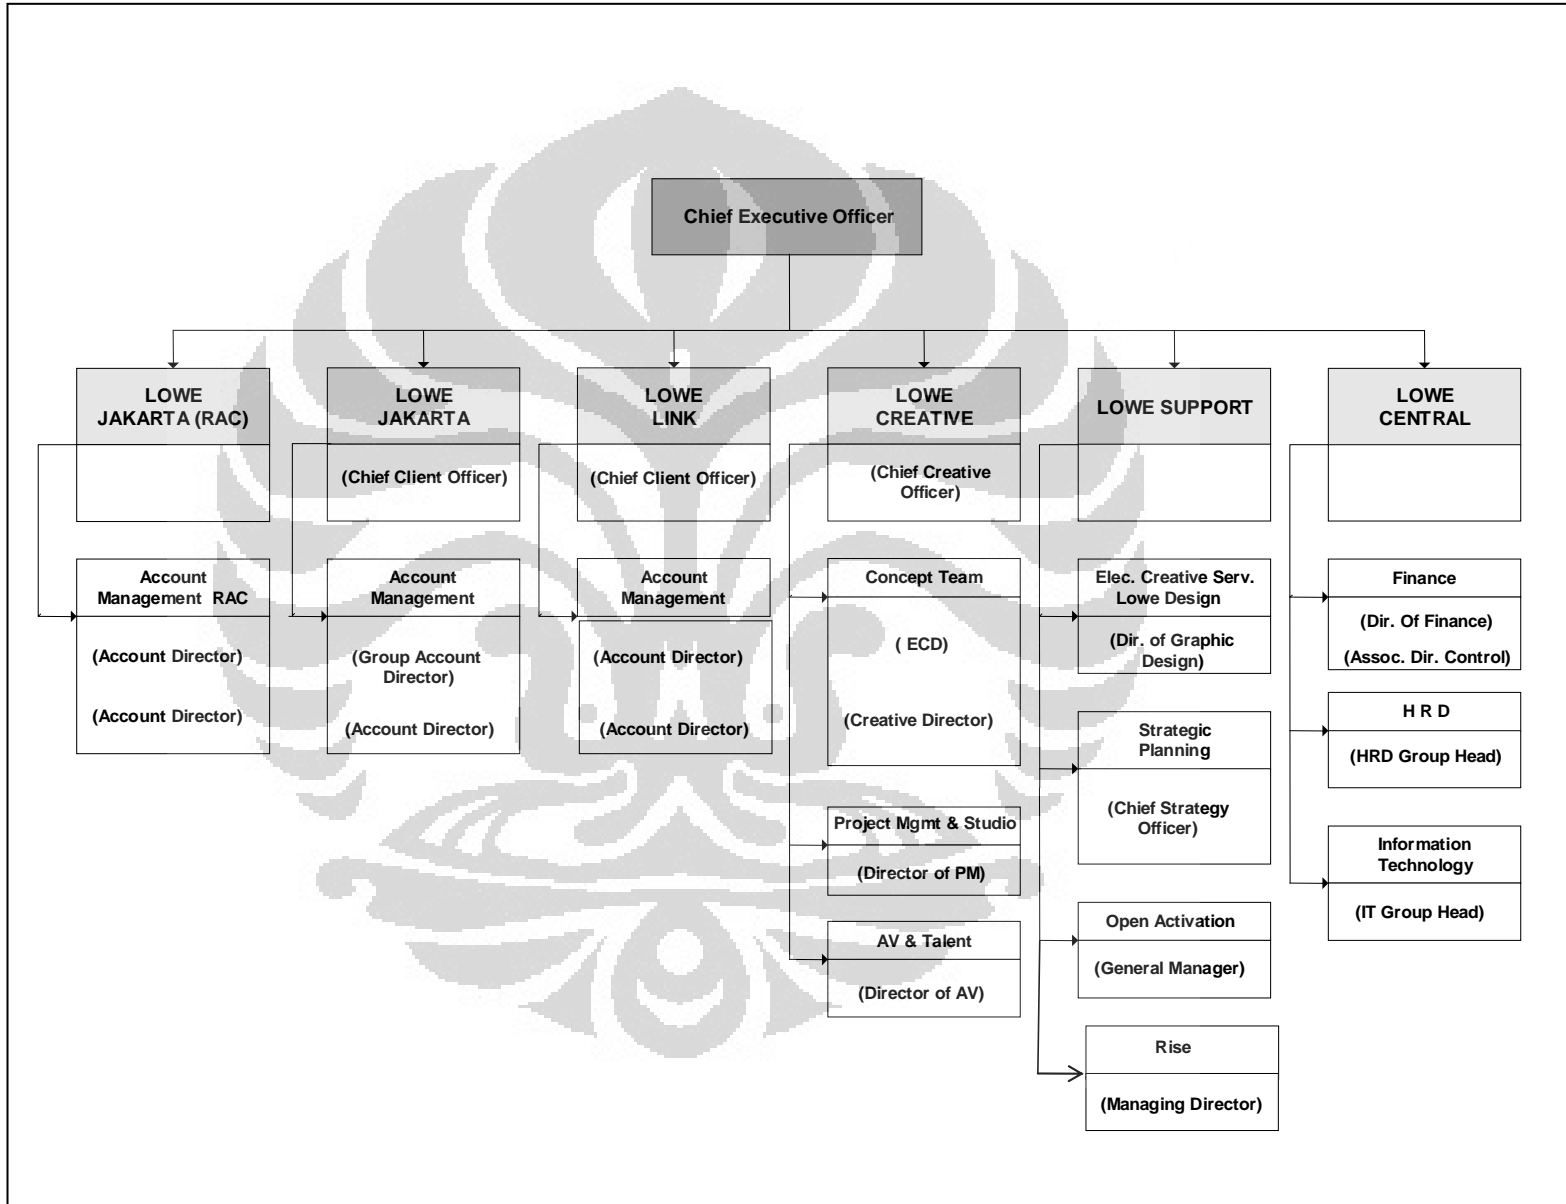 Chief Executive Officer
LOWE
JAKARTA (RAC)
Account
Management RAC
(Account Director)
(Account Director)
LOWE
JAKARTA
(Chief Client Officer)
Account
Management
(Group Account
Director)
(Account Director)
LOWE
LINK
(Chief Client Officer)
Account
Management
(Account Director)
(Account Director)
LOWE
CREATIVE
(Chief Creative
Officer)
Concept Team
( ECD)
(Creative Director)
Project Mgmt & Studio
(Director of PM)
AV & Talent
(Director of AV)
LOWE SUPPORT
Elec. Creative Serv.
Lowe Design
(Dir. of Graphic
Design)
Strategic
Planning
(Chief Strategy
Officer)
Open Activation
(General Manager)
Rise
(Managing Director)
LOWE
CENTRAL
Finance
(Dir. Of Finance)
(Assoc. Dir. Control)
H R D
(HRD Group Head)
Information
Technology
(IT Group Head)